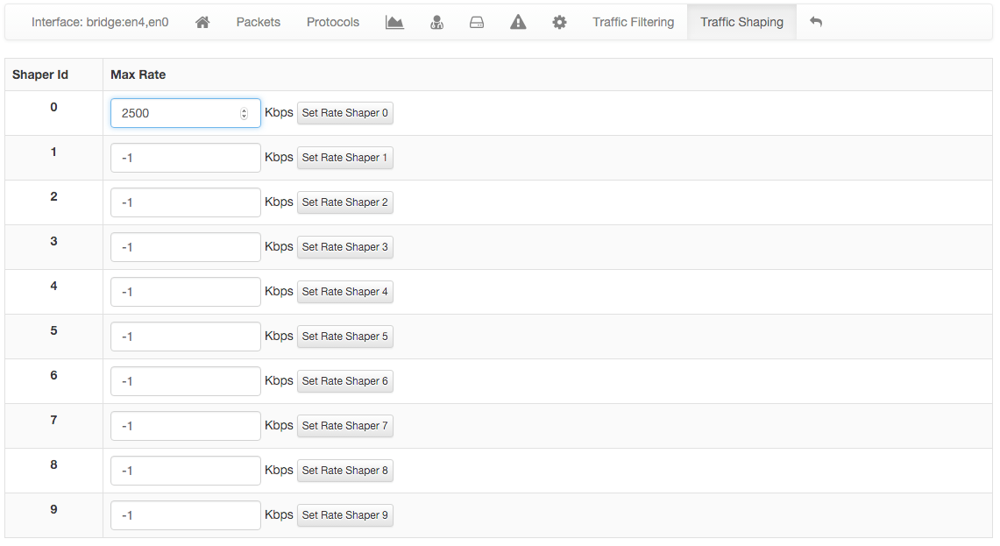 Interface: bridge:en4,en0 Packets Protocols Traffic Filtering Traffic Shaping
Shaper Id Max Rate
0 2500 Kbps Set Rate Shaper 0
1 -1 Kbps Set Rate Shaper 1
2 -1 Kbps Set Rate Shaper 2
3 -1 Kbps Set Rate Shaper 3
4 -1 Kbps Set Rate Shaper 4
5 -1 Kbps Set Rate Shaper 5
6 -1 Kbps Set Rate Shaper 6
7 -1 Kbps Set Rate Shaper 7
8 -1 Kbps Set Rate Shaper 8
9 -1 Kbps Set Rate Shaper 9